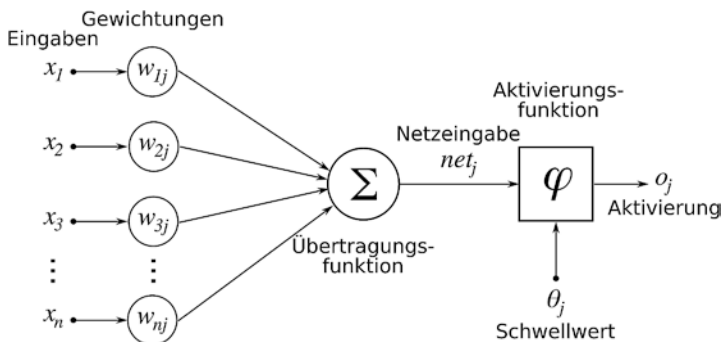 Eingaben
Gewichtungen
x₁
w₁ⱼ
x₂
w₂ⱼ
x₃
w₃ⱼ
⋮
⋮
xₙ
wₙⱼ
Σ
Übertragungs-
funktion
Netzeingabe
netⱼ
Aktivierungs-
funktion
φ
oⱼ
Aktivierung
θⱼ
Schwellwert